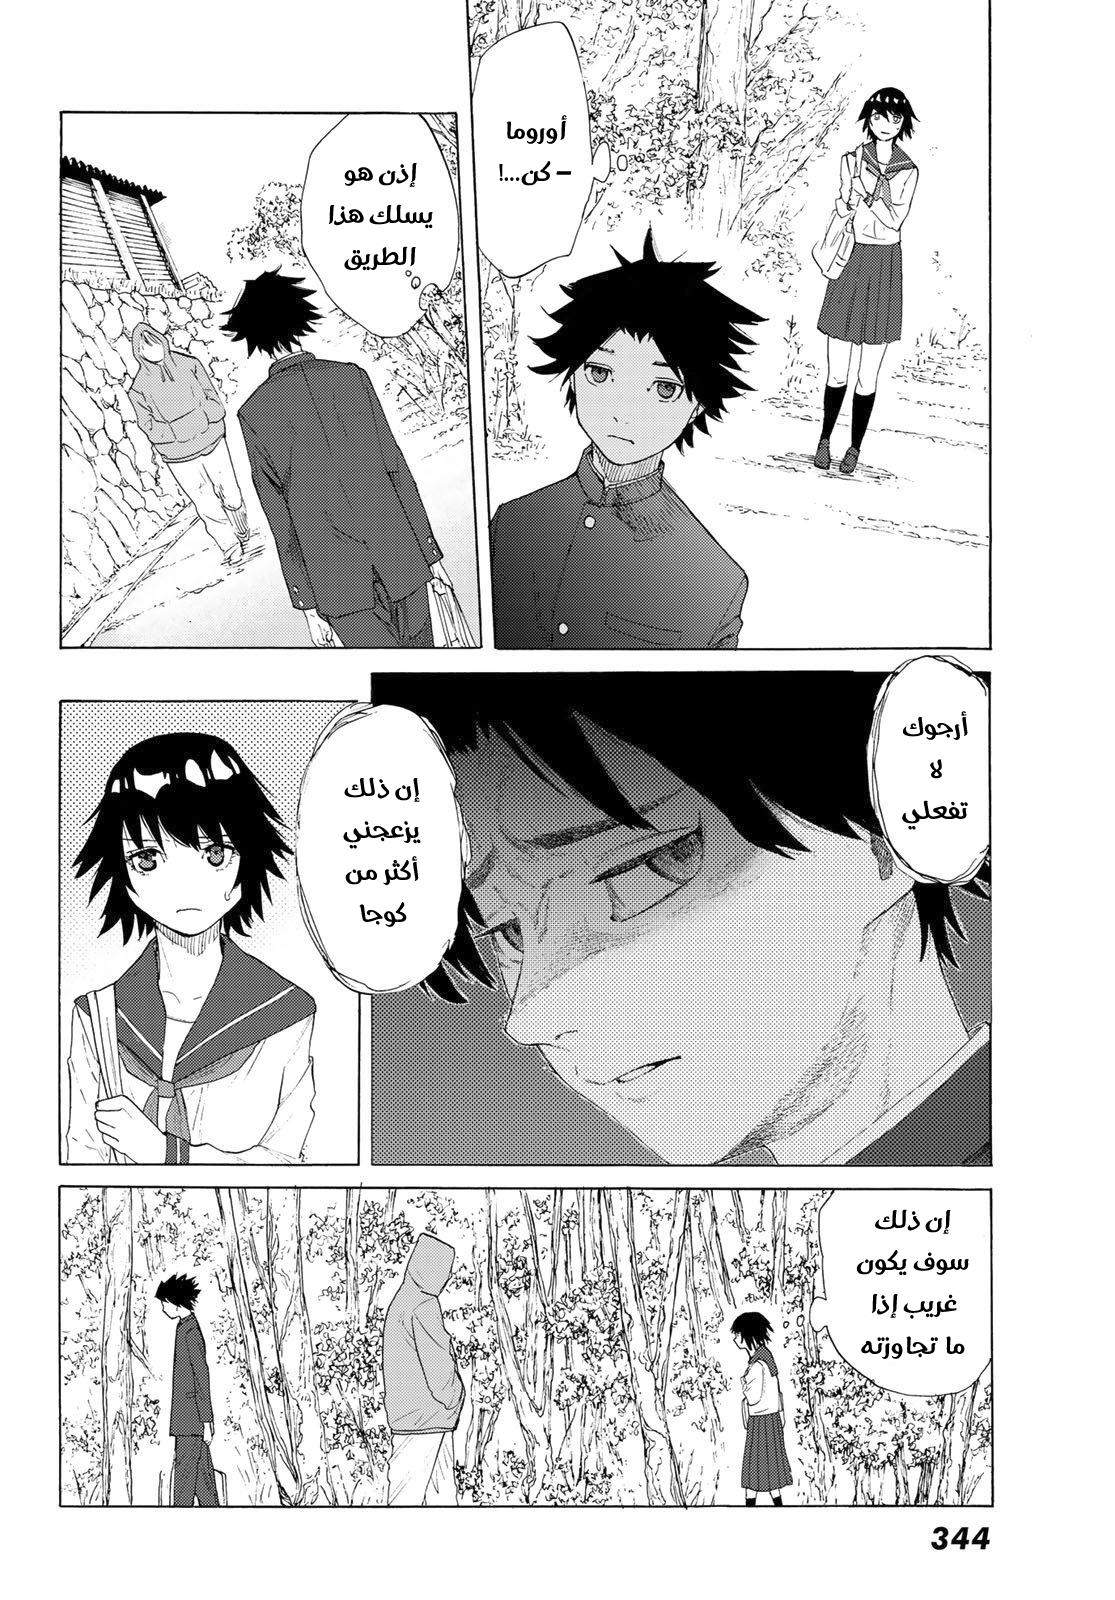 أوروما
– كن...!
إذن هو
يسلك هذا
الطريق
أرجوك
لا
تفعلي
إن ذلك
يزعجني
أكثر من
كوجا
إن ذلك
سوف يكون
غريب إذا
ما تجاوزته
344